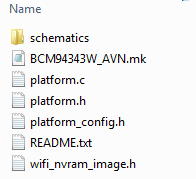 Name
schematics
BCM94343W_AVN.mk
platform.c
platform.h
platform_config.h
README.txt
wifi_nvram_image.h